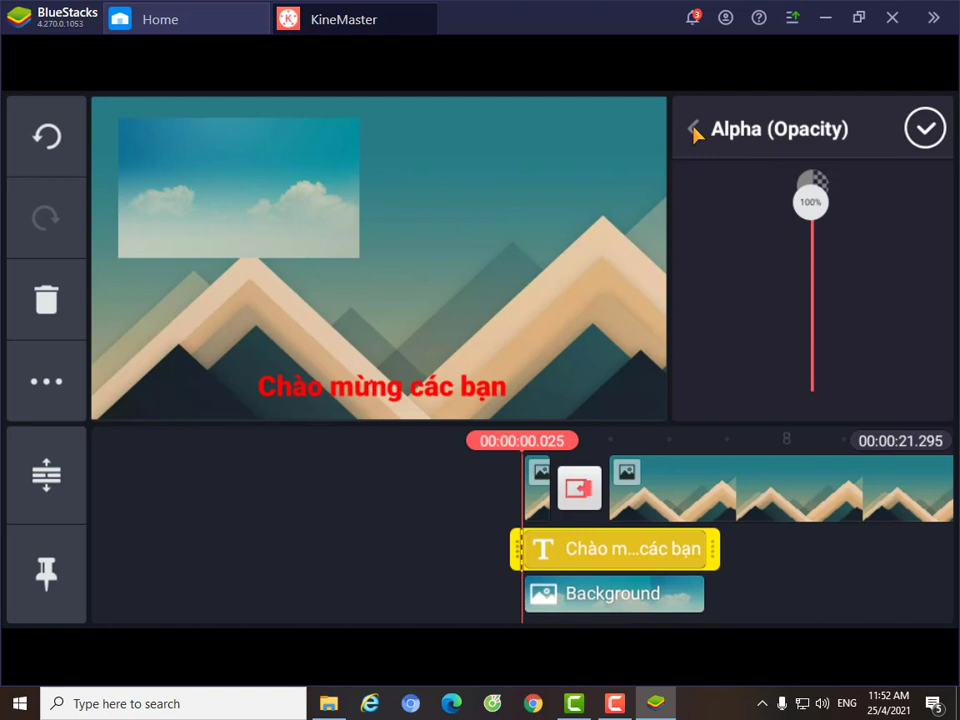 BlueStacks
4.270.0.1053
Home
KineMaster
3
Alpha (Opacity)
100%
Chào mừng các bạn
00:00:00.025
8
00:00:21.295
T
Chào m...các bạn
Background
Type here to search
ENG
11:52 AM
25/4/2021
5